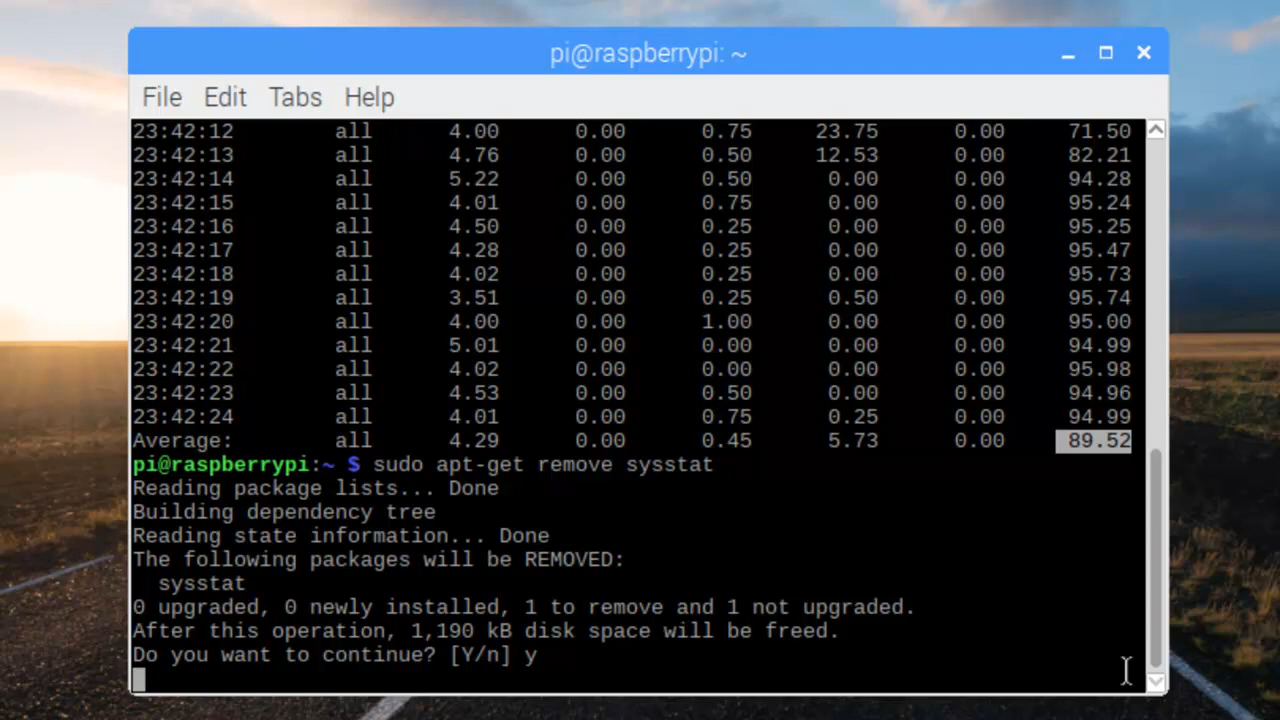 pi@raspberrypi: ~
File Edit Tabs Help
23:42:12 all 4.00 0.00 0.75 23.75 0.00 71.50
23:42:13 all 4.76 0.00 0.50 12.53 0.00 82.21
23:42:14 all 5.22 0.00 0.50 0.00 0.00 94.28
23:42:15 all 4.01 0.00 0.75 0.00 0.00 95.24
23:42:16 all 4.50 0.00 0.25 0.00 0.00 95.25
23:42:17 all 4.28 0.00 0.25 0.00 0.00 95.47
23:42:18 all 4.02 0.00 0.25 0.00 0.00 95.73
23:42:19 all 3.51 0.00 0.25 0.50 0.00 95.74
23:42:20 all 4.00 0.00 1.00 0.00 0.00 95.00
23:42:21 all 5.01 0.00 0.00 0.00 0.00 94.99
23:42:22 all 4.02 0.00 0.00 0.00 0.00 95.98
23:42:23 all 4.53 0.00 0.50 0.00 0.00 94.96
23:42:24 all 4.01 0.00 0.75 0.25 0.00 94.99
Average: all 4.29 0.00 0.45 5.73 0.00 89.52
pi@raspberrypi:~ $ sudo apt-get remove sysstat
Reading package lists... Done
Building dependency tree
Reading state information... Done
The following packages will be REMOVED:
sysstat
0 upgraded, 0 newly installed, 1 to remove and 1 not upgraded.
After this operation, 1,190 kB disk space will be freed.
Do you want to continue? [Y/n] y